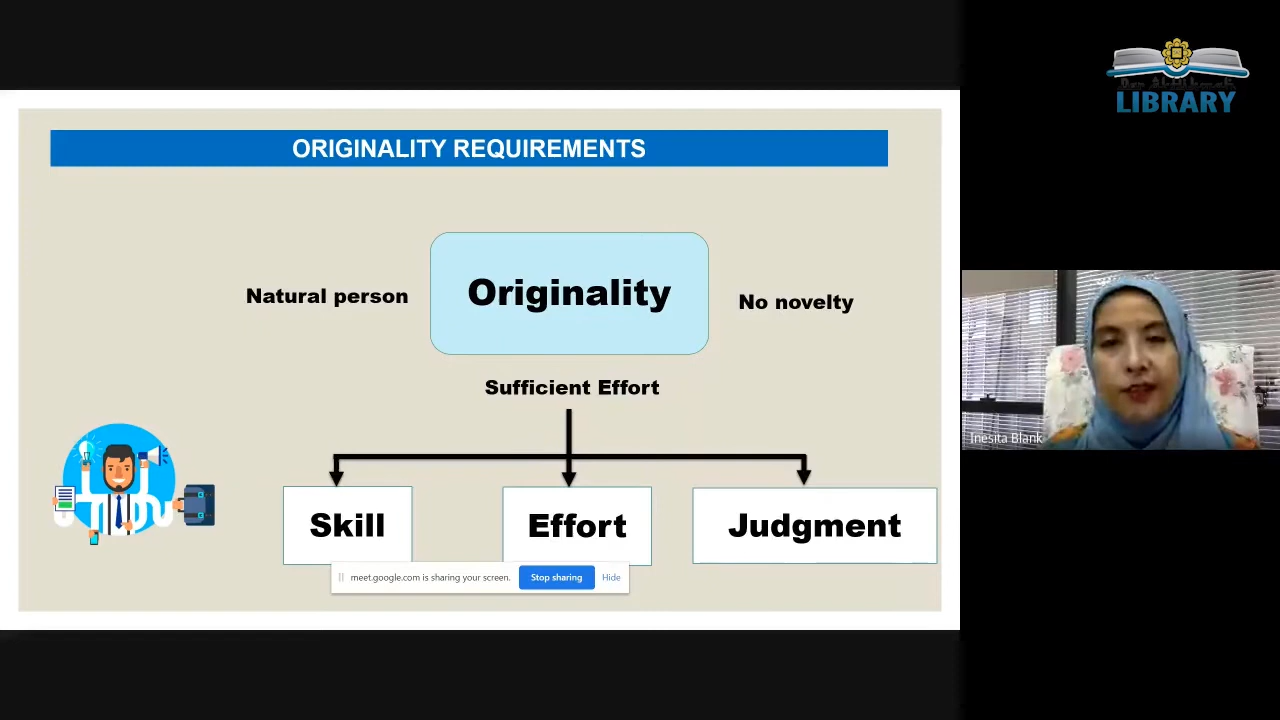 LIBRARY
ORIGINALITY REQUIREMENTS
Natural person
Originality
No novelty
Sufficient Effort
Skill
Effort
Judgment
meet.google.com is sharing your screen.
Stop sharing
Hide
Inesita Blank